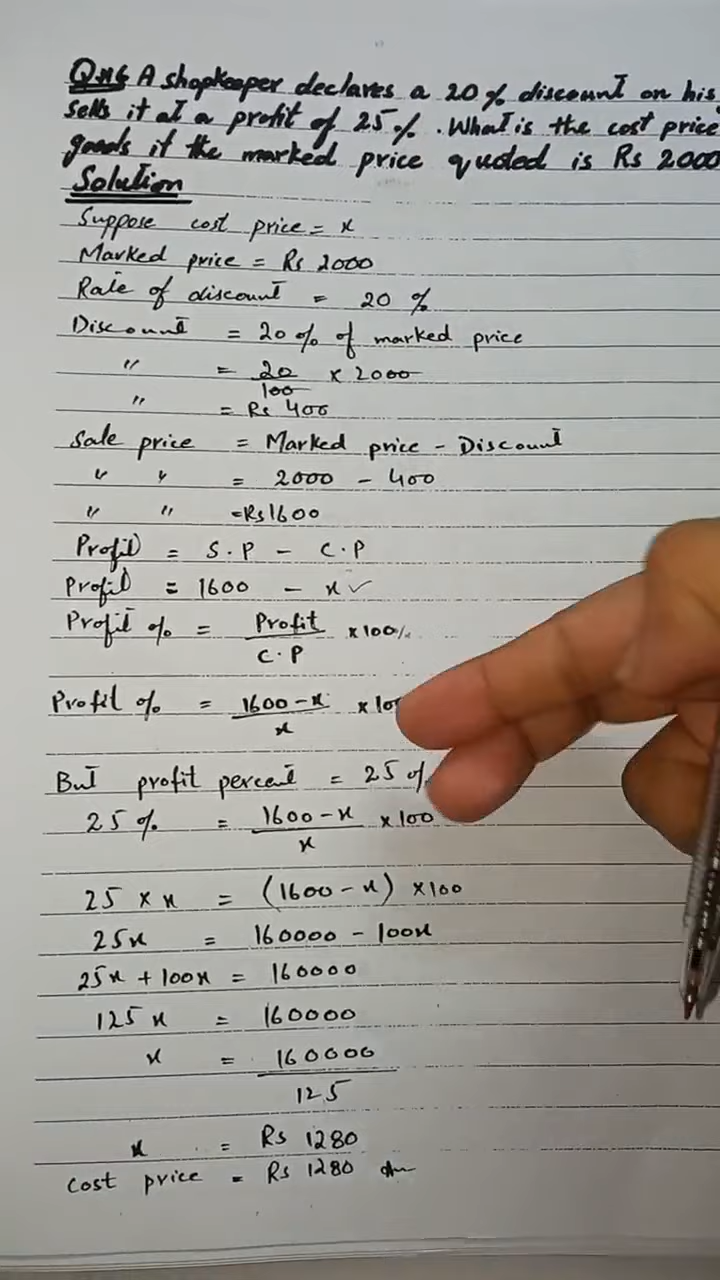 Q#16 A shopkeeper declares a 20% discount on his
sells it at a profit of 25%. What is the cost price
goods if the marked price quoted is Rs 2000
Solution
Suppose cost price = x
Marked price = Rs 2000
Rate of discount = 20 %
Discount = 20% of marked price
" = 20/100 x 2000
" = Rs 400
Sale price = Marked price - Discount
" " = 2000 - 400
" " = Rs 1600
Profit = S.P - C.P
Profit = 1600 - x ✓
Profit % = Profit/C.P x 100%
Profit % = 1600-x/x x 100
But profit percent = 25 %
25 % = 1600-x/x x 100
25 x x = (1600-x) x 100
25x = 160000 - 100x
25x + 100x = 160000
125 x = 160000
x = 160000/125
x = Rs 1280
cost price = Rs 1280